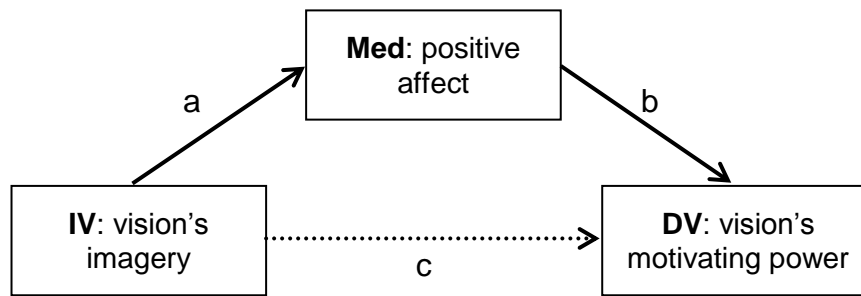 Med: positive
affect
a
b
IV: vision’s
imagery
DV: vision’s
motivating power
c